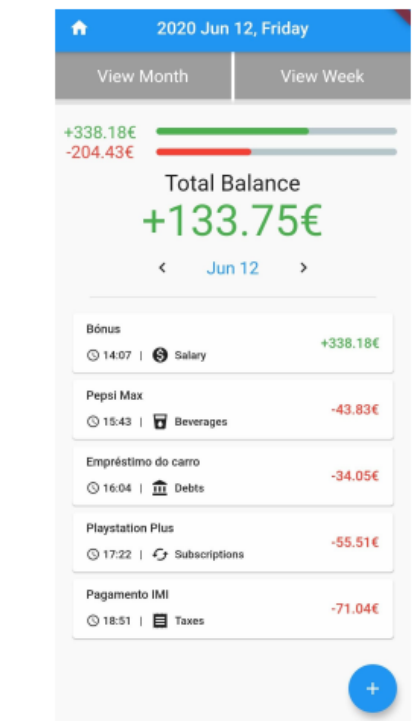 2020 Jun 12, Friday
View Month View Week
+338.18€
-204.43€
Total Balance
+133.75€
< Jun 12 >
Bónus
+338.18€
14:07 | Salary
Pepsi Max
-43.83€
15:43 | Beverages
Empréstimo do carro
-34.05€
16:04 | Debts
Playstation Plus
-55.51€
17:22 | Subscriptions
Pagamento IMI
-71.04€
18:51 | Taxes
+